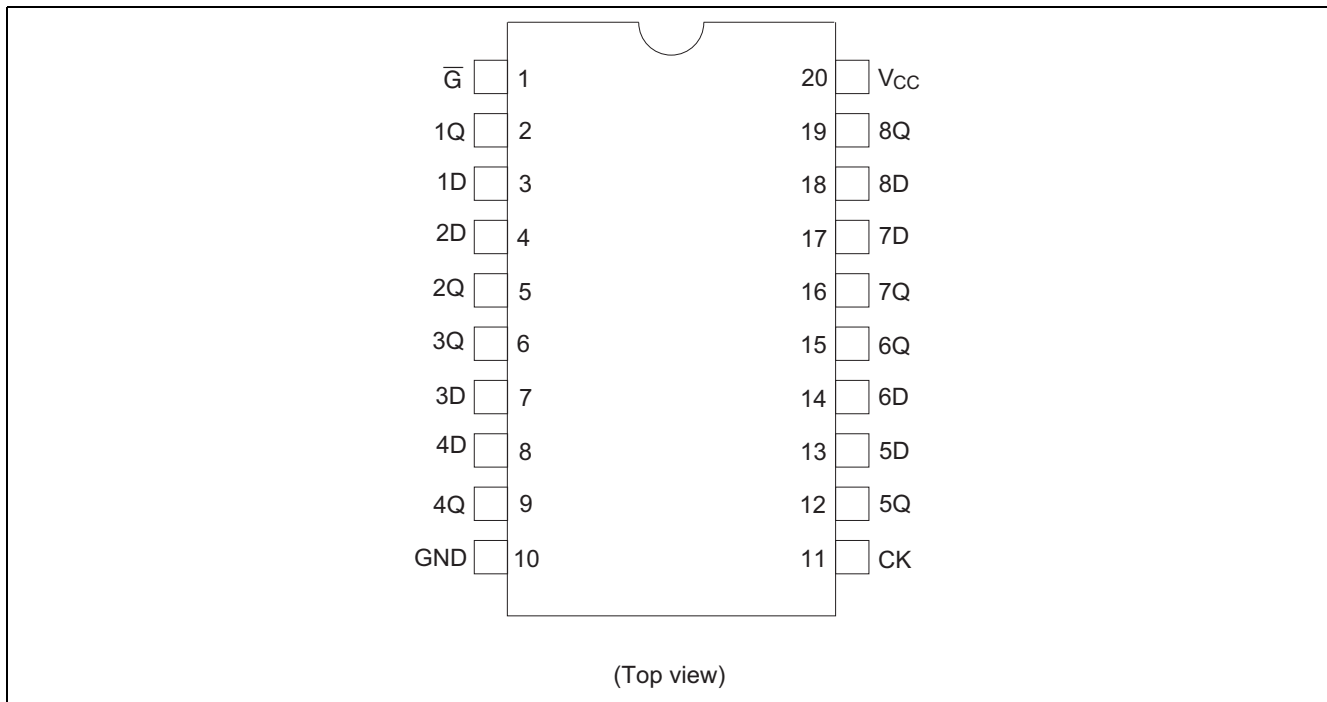 G̅ 1 20 VCC
1Q 2 19 8Q
1D 3 18 8D
2D 4 17 7D
2Q 5 16 7Q
3Q 6 15 6Q
3D 7 14 6D
4D 8 13 5D
4Q 9 12 5Q
GND 10 11 CK
(Top view)